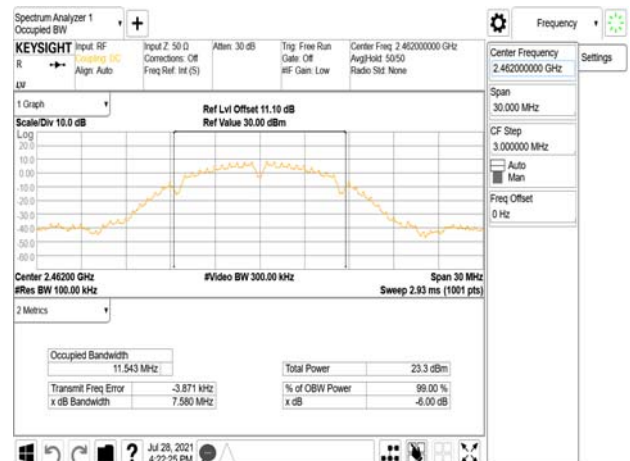 Spectrum Analyzer 1
Occupied BW
+
Frequency
KEYSIGHT
R
LXI
Input: RF
Coupling: DC
Align: Auto
Input Z: 50 Ω
Corrections: Off
Freq Ref: Int (S)
Atten: 30 dB
Trig: Free Run
Gate: Off
#IF Gain: Low
Center Freq: 2.462000000 GHz
Avg|Hold: 50/50
Radio Std: None
Center Frequency
2.462000000 GHz
Settings
Span
30.000 MHz
CF Step
3.000000 MHz
Auto
Man
Freq Offset
0 Hz
1 Graph
Scale/Div 10.0 dB
Ref Lvl Offset 11.10 dB
Ref Value 30.00 dBm
Log
20.0
10.0
0.00
-10.0
-20.0
-30.0
-40.0
-50.0
-60.0
Center 2.46200 GHz
#Res BW 100.00 kHz
#Video BW 300.00 kHz
Span 30 MHz
Sweep 2.93 ms (1001 pts)
2 Metrics
Occupied Bandwidth
11.543 MHz
Transmit Freq Error -3.871 kHz
x dB Bandwidth 7.580 MHz
Total Power 23.3 dBm
% of OBW Power 99.00 %
x dB -6.00 dB
?
Jul 28, 2021
4:22:25 PM